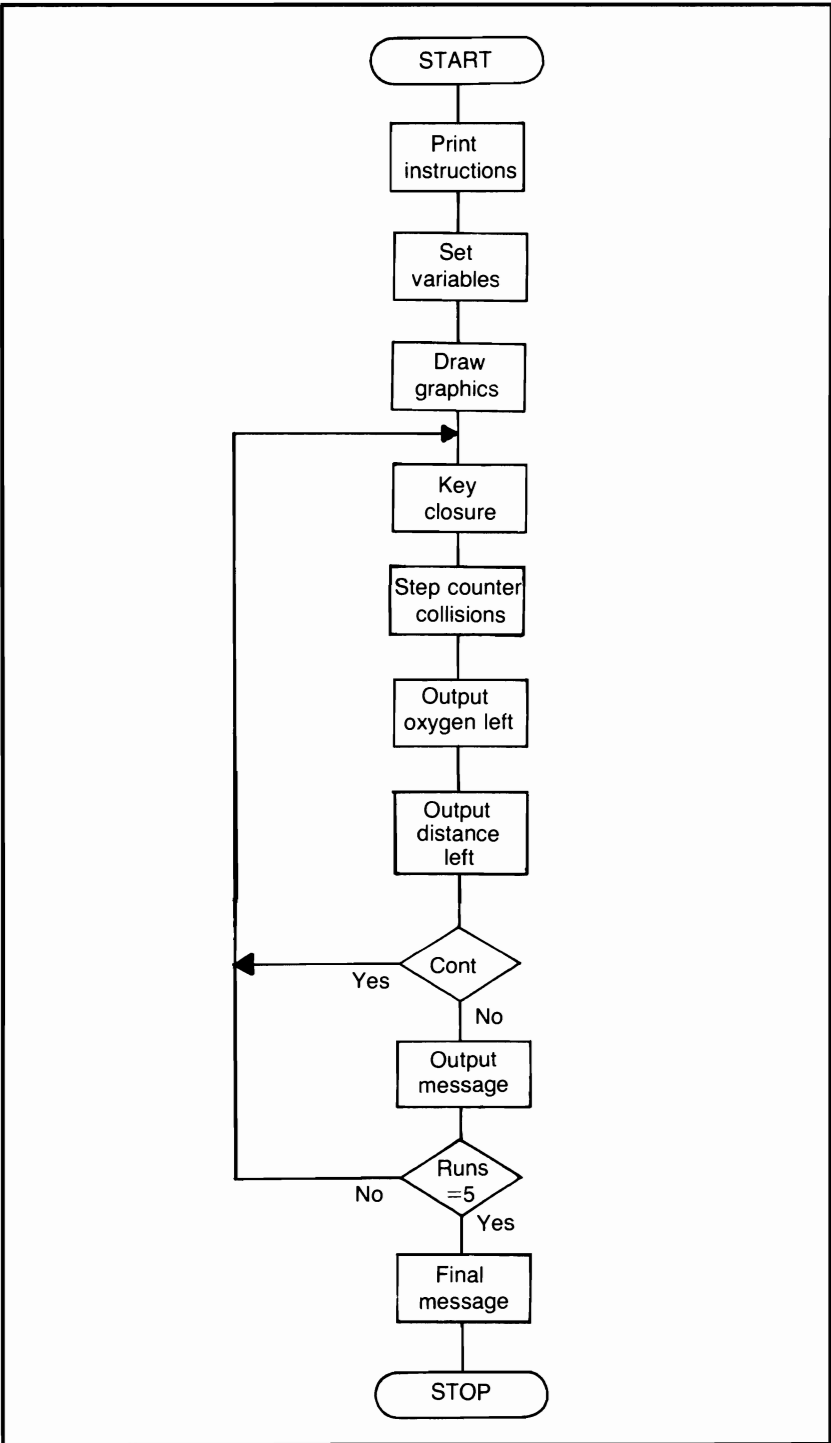 START
Print
instructions
Set
variables
Draw
graphics
Key
closure
Step counter
collisions
Output
oxygen left
Output
distance
left
Cont
Yes
No
Output
message
Runs
=5
No
Yes
Final
message
STOP